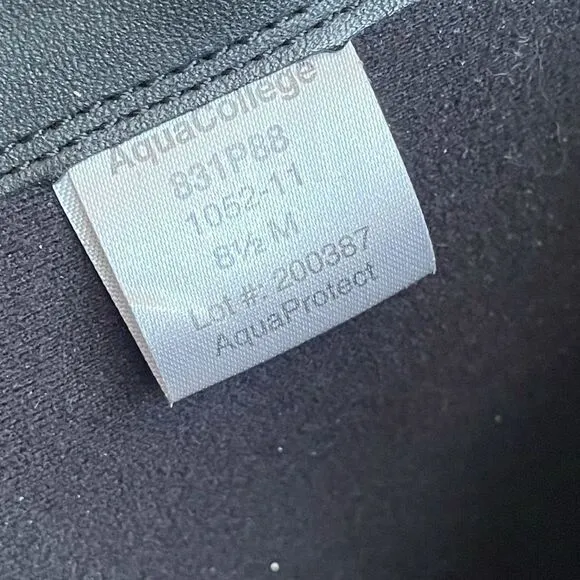 AquaCollege
831P88
1052-11
8½ M
Lot #: 200387
AquaProtect